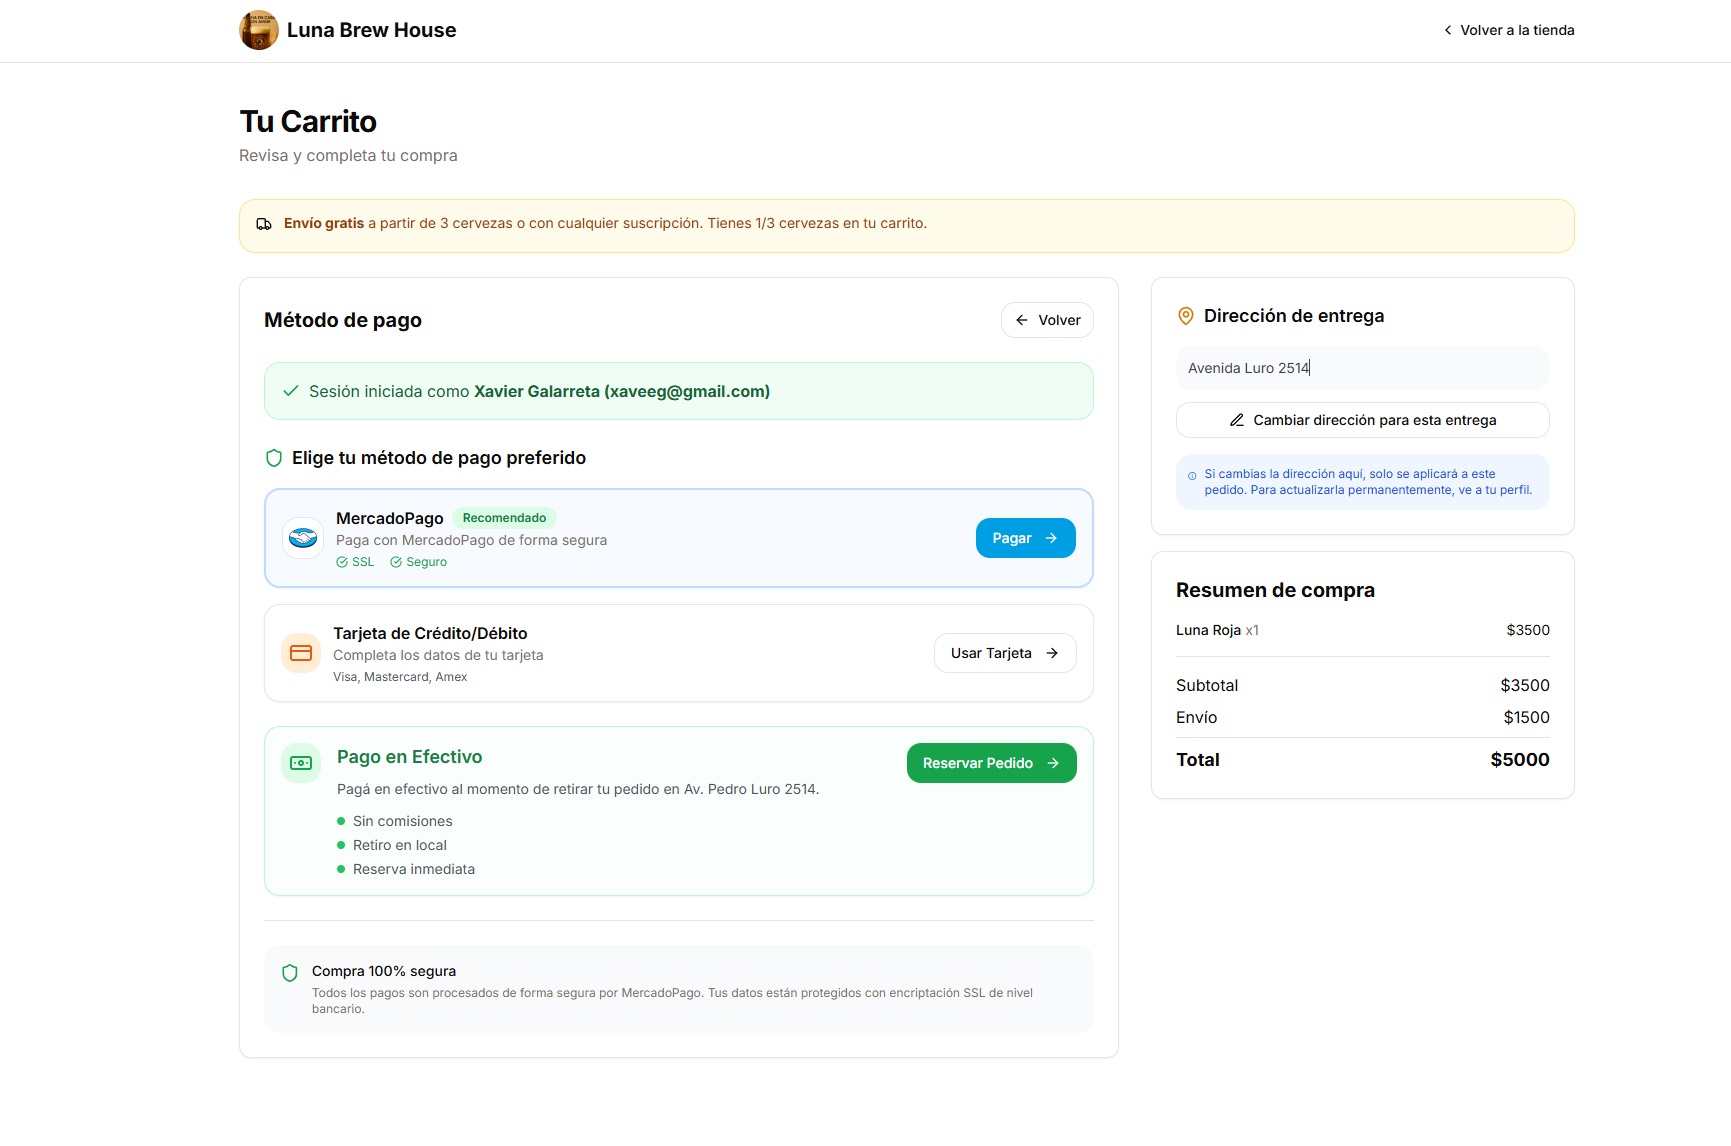 Luna Brew House
Volver a la tienda
Tu Carrito
Revisa y completa tu compra
Envío gratis a partir de 3 cervezas o con cualquier suscripción. Tienes 1/3 cervezas en tu carrito.
Método de pago
Volver
Sesión iniciada como Xavier Galarreta (xaveeg@gmail.com)
Elige tu método de pago preferido
MercadoPago Recomendado
Paga con MercadoPago de forma segura
SSL Seguro
Pagar
Tarjeta de Crédito/Débito
Completa los datos de tu tarjeta
Visa, Mastercard, Amex
Usar Tarjeta
Pago en Efectivo
Reservar Pedido
Pagá en efectivo al momento de retirar tu pedido en Av. Pedro Luro 2514.
Sin comisiones
Retiro en local
Reserva inmediata
Compra 100% segura
Todos los pagos son procesados de forma segura por MercadoPago. Tus datos están protegidos con encriptación SSL de nivel
bancario.
Dirección de entrega
Avenida Luro 2514
Cambiar dirección para esta entrega
Si cambias la dirección aquí, solo se aplicará a este
pedido. Para actualizarla permanentemente, ve a tu perfil.
Resumen de compra
Luna Roja x1 $3500
Subtotal $3500
Envío $1500
Total $5000